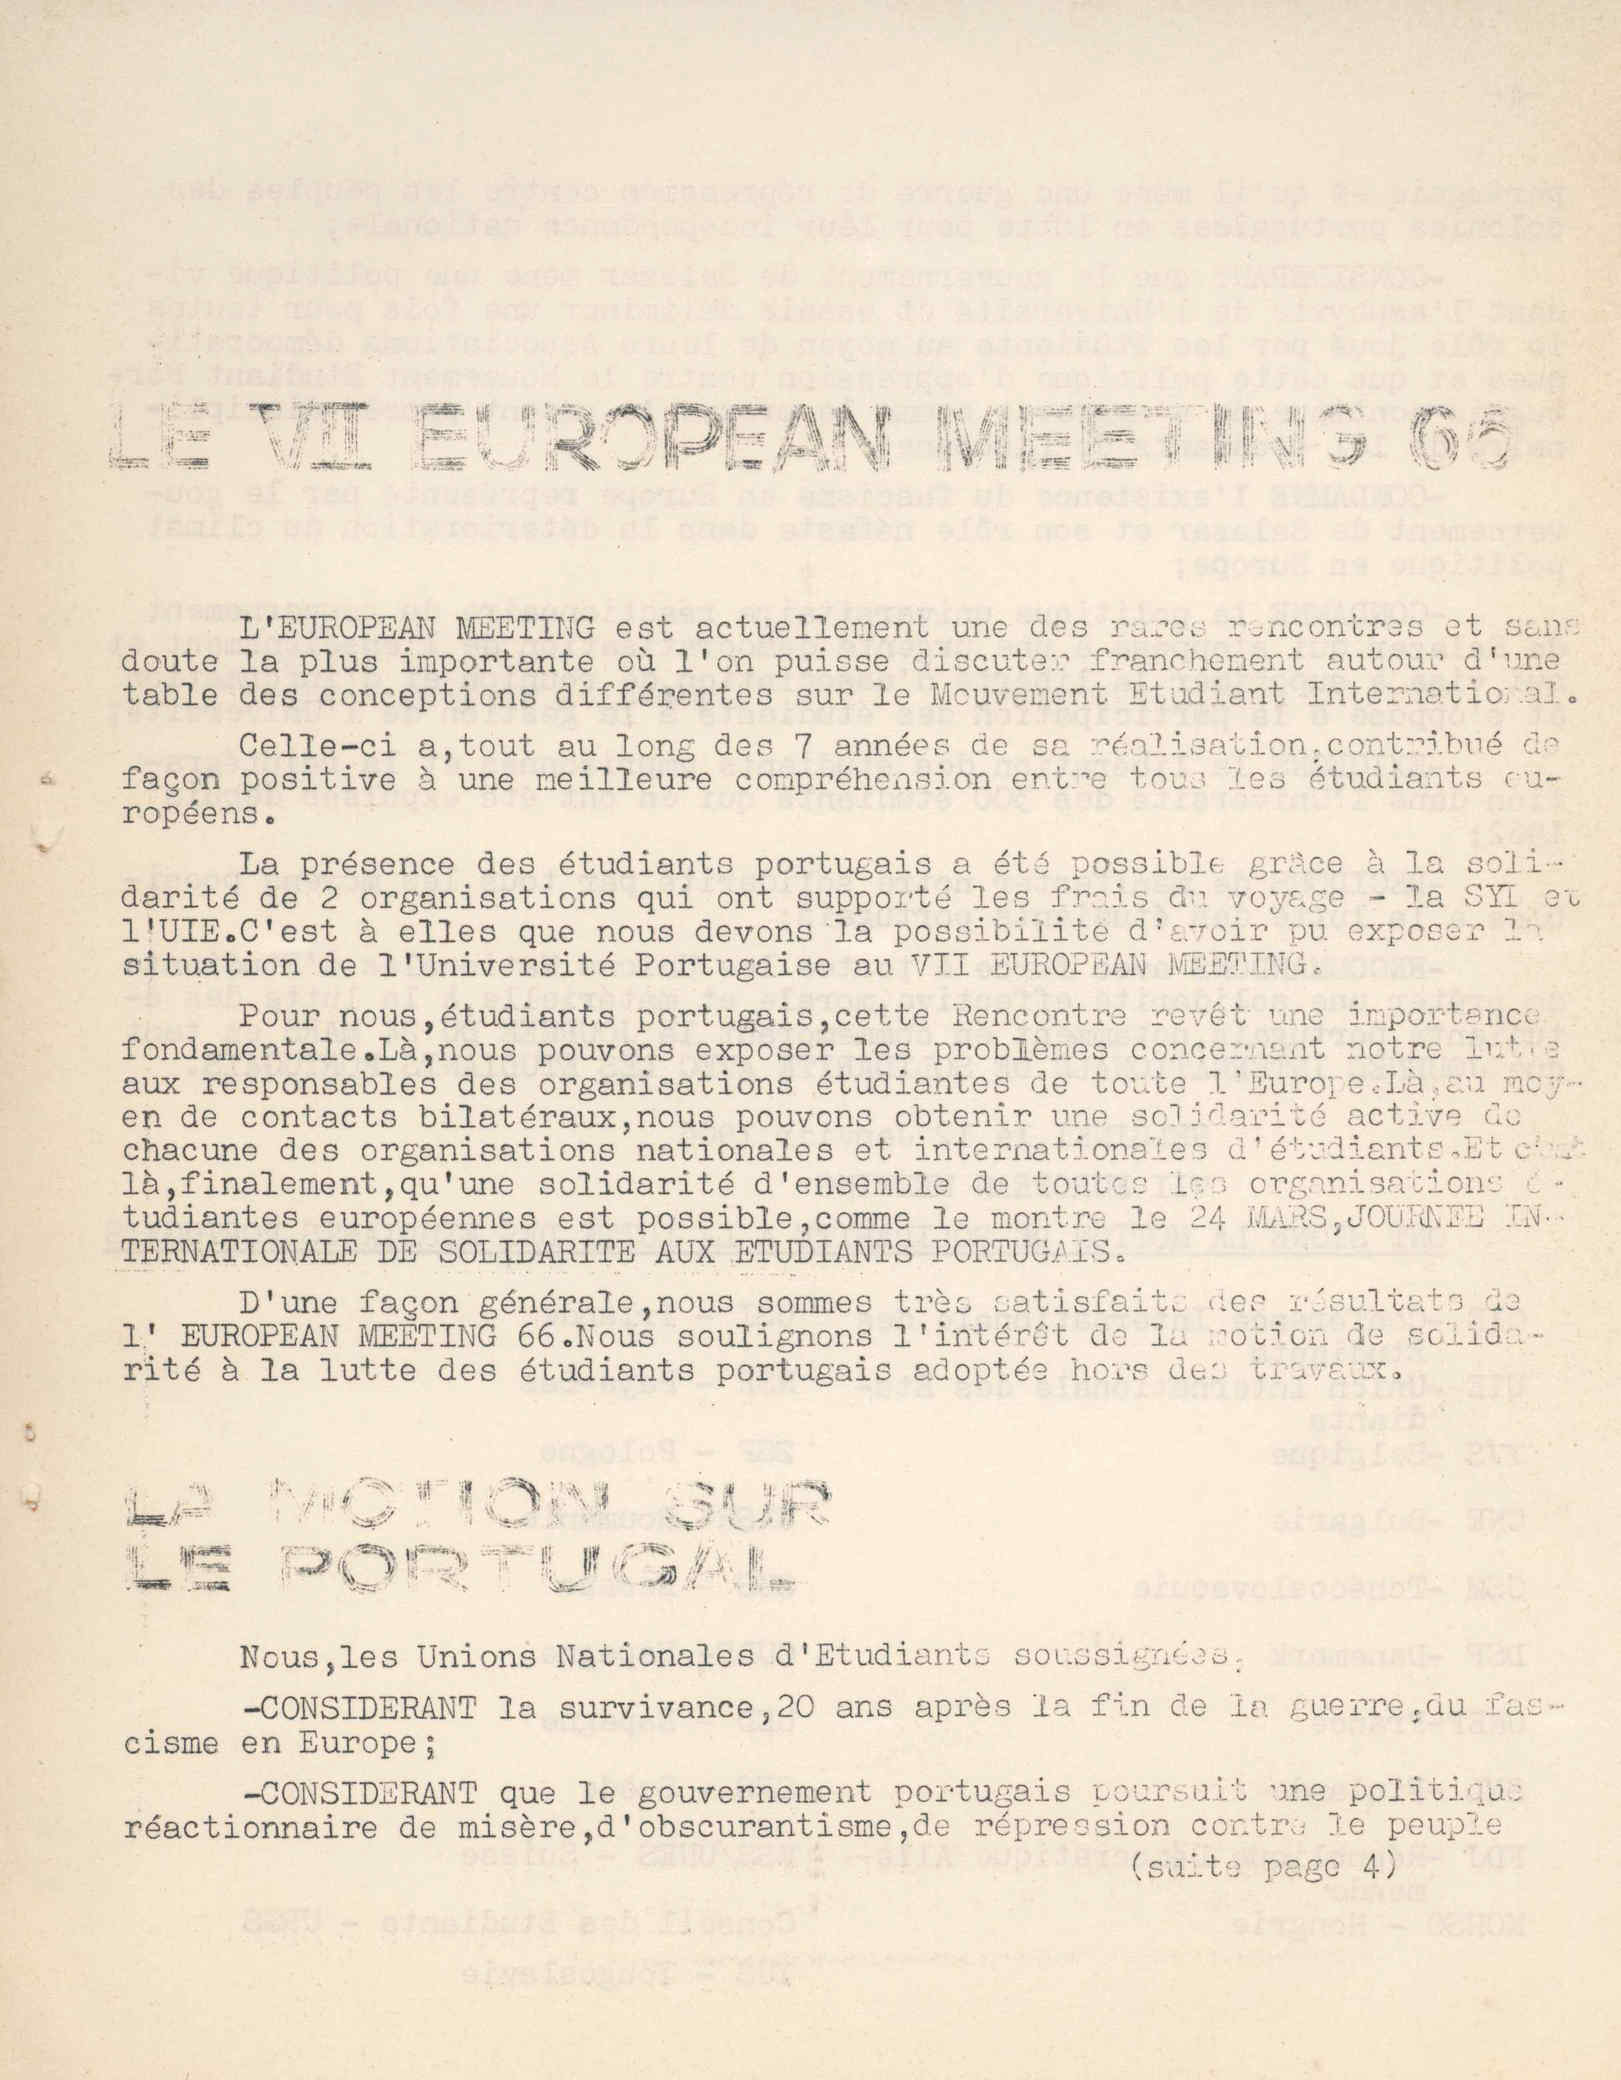 LE VII EUROPEAN MEETING 66
L'EUROPEAN MEETING est actuellement une des rares rencontres et sans
doute la plus importante où l'on puisse discuter franchement autour d'une
table des conceptions différentes sur le Mouvement Etudiant International.
Celle-ci a,tout au long des 7 années de sa réalisation,contribué de
façon positive à une meilleure compréhension entre tous les étudiants eu-
ropéens.
La présence des étudiants portugais a été possible grâce à la soli-
darité de 2 organisations qui ont supporté les frais du voyage - la SYL et
l'UIE.C'est à elles que nous devons la possibilité d'avoir pu exposer la
situation de l'Université Portugaise au VII EUROPEAN MEETING.
Pour nous,étudiants portugais,cette Rencontre revêt une importance
fondamentale.Là,nous pouvons exposer les problèmes concernant notre lutte
aux responsables des organisations étudiantes de toute l'Europe.Là,au moy-
en de contacts bilatéraux,nous pouvons obtenir une solidarité active de
chacune des organisations nationales et internationales d'étudiants.Et c'est
là,finalement,qu'une solidarité d'ensemble de toutes les organisations é-
tudiantes européennes est possible,comme le montre le 24 MARS,JOURNEE IN-
TERNATIONALE DE SOLIDARITE AUX ETUDIANTS PORTUGAIS.
D'une façon générale,nous sommes très satisfaits des résultats de
l' EUROPEAN MEETING 66.Nous soulignons l'intérêt de la motion de solida-
rité à la lutte des étudiants portugais adoptée hors des travaux.
LA MOTION SUR
LE PORTUGAL
Nous,les Unions Nationales d'Etudiants soussignées,
-CONSIDERANT la survivance,20 ans après la fin de la guerre,du fas-
cisme en Europe;
-CONSIDERANT que le gouvernement portugais poursuit une politique
réactionnaire de misère,d'obscurantisme,de répression contre le peuple
(suite page 4)